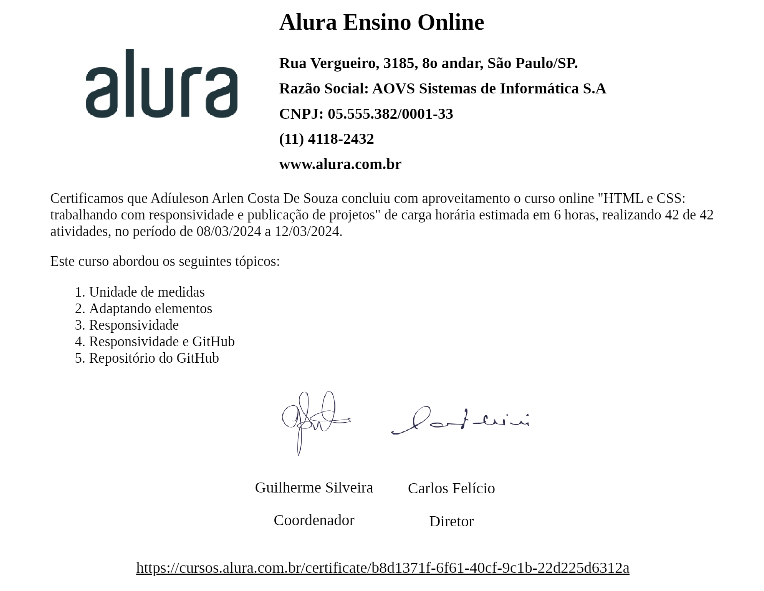 Alura Ensino Online
alura
Rua Vergueiro, 3185, 8o andar, São Paulo/SP.
Razão Social: AOVS Sistemas de Informática S.A
CNPJ: 05.555.382/0001-33
(11) 4118-2432
www.alura.com.br
Certificamos que Adíuleson Arlen Costa De Souza concluiu com aproveitamento o curso online "HTML e CSS:
trabalhando com responsividade e publicação de projetos" de carga horária estimada em 6 horas, realizando 42 de 42
atividades, no período de 08/03/2024 a 12/03/2024.
Este curso abordou os seguintes tópicos:
1. Unidade de medidas
2. Adaptando elementos
3. Responsividade
4. Responsividade e GitHub
5. Repositório do GitHub
Guilherme Silveira Carlos Felício
Coordenador Diretor
https://cursos.alura.com.br/certificate/b8d1371f-6f61-40cf-9c1b-22d225d6312a